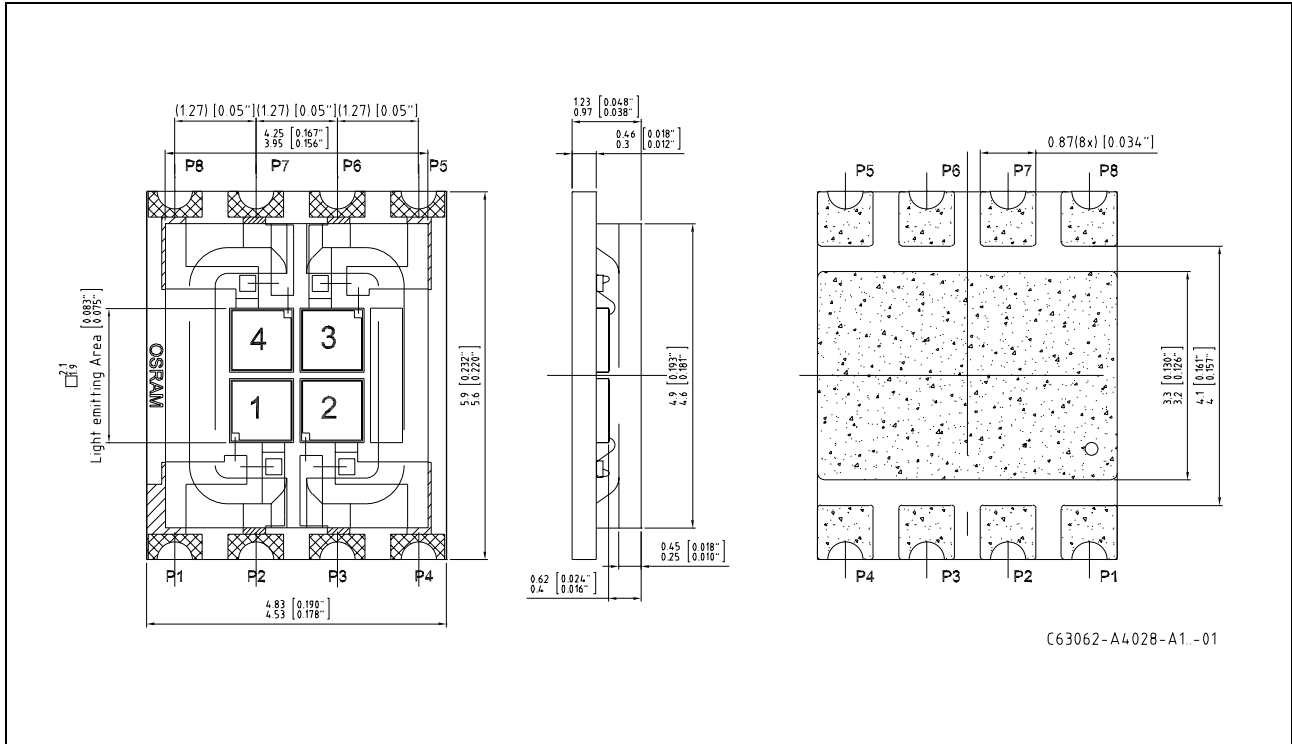 (1.27) [0.05"] (1.27) [0.05"] (1.27) [0.05"]
4.25 [0.167"]
3.95 [0.156"]
P8 P7 P6 P5
4 3
1 2
OSRAM
2.1
1.9
Light emitting Area [0.083"]
[0.075"]
5.9 [0.232"]
5.6 [0.220"]
P1 P2 P3 P4
4.83 [0.190"]
4.53 [0.178"]
1.23 [0.048"]
0.97 [0.038"]
0.46 [0.018"]
0.3 [0.012"]
4.9 [0.193"]
4.6 [0.181"]
0.45 [0.018"]
0.25 [0.010"]
0.62 [0.024"]
0.4 [0.016"]
0.87(8x) [0.034"]
P5 P6 P7 P8
3.3 [0.130"]
3.2 [0.126"]
4.1 [0.161"]
4 [0.157"]
P4 P3 P2 P1
C63062-A4028-A1..-01